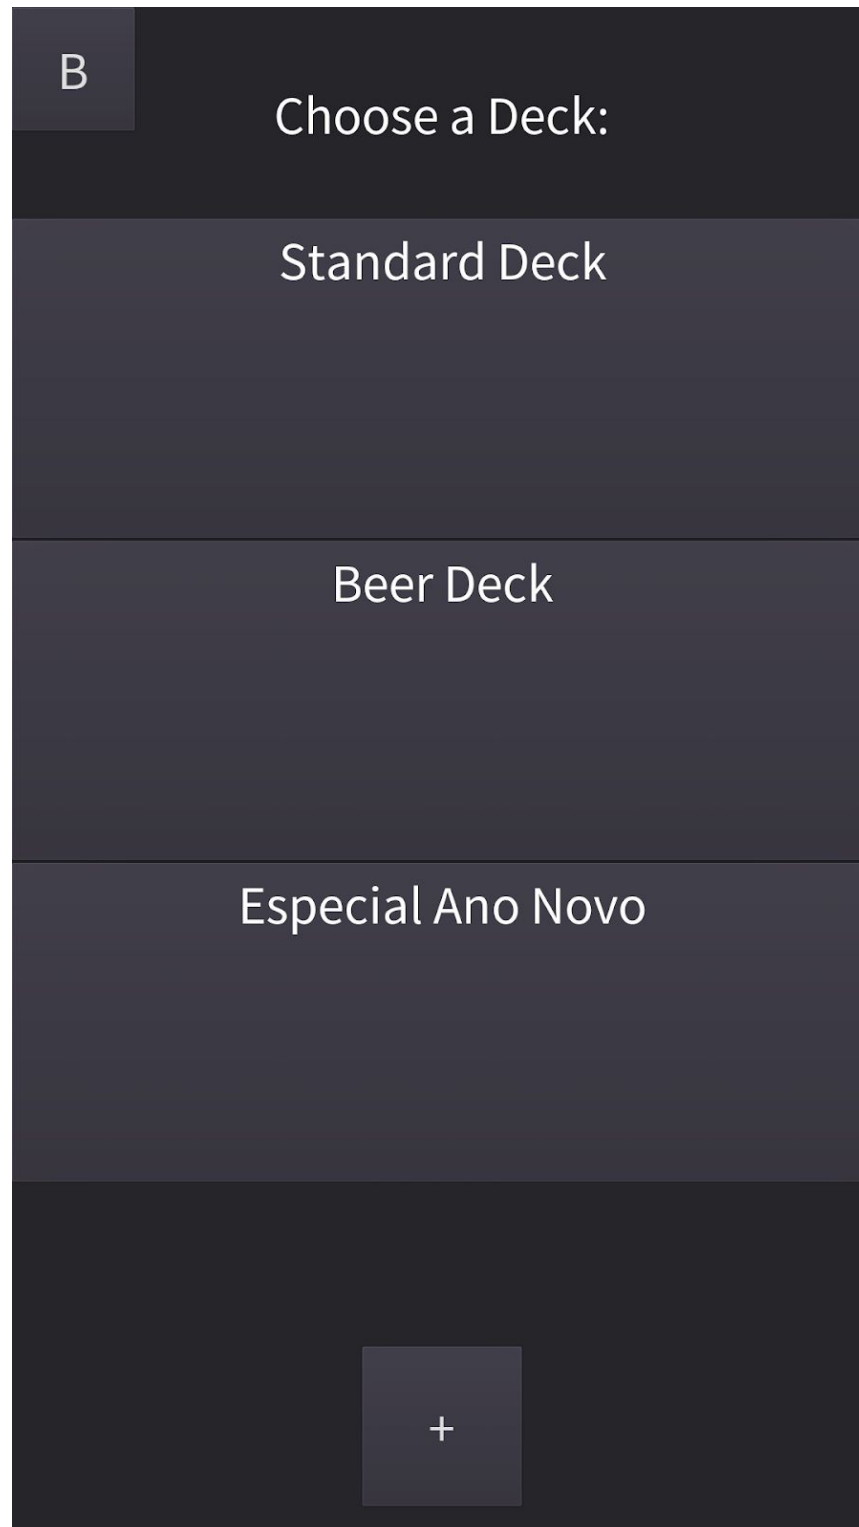 B
Choose a Deck:
Standard Deck
Beer Deck
Especial Ano Novo
+